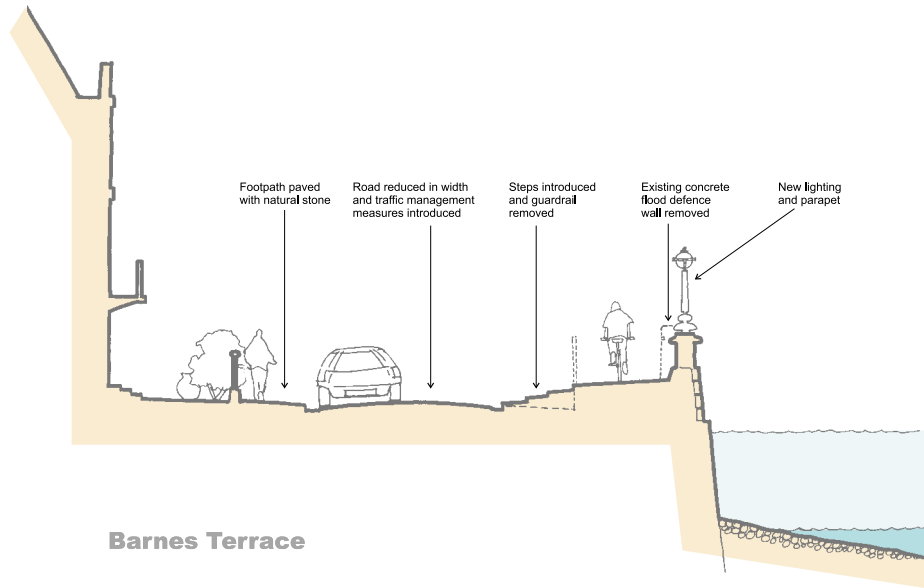 Footpath paved
with natural stone
Road reduced in width
and traffic management
measures introduced
Steps introduced
and guardrail
removed
Existing concrete
flood defence
wall removed
New lighting
and parapet
Barnes Terrace